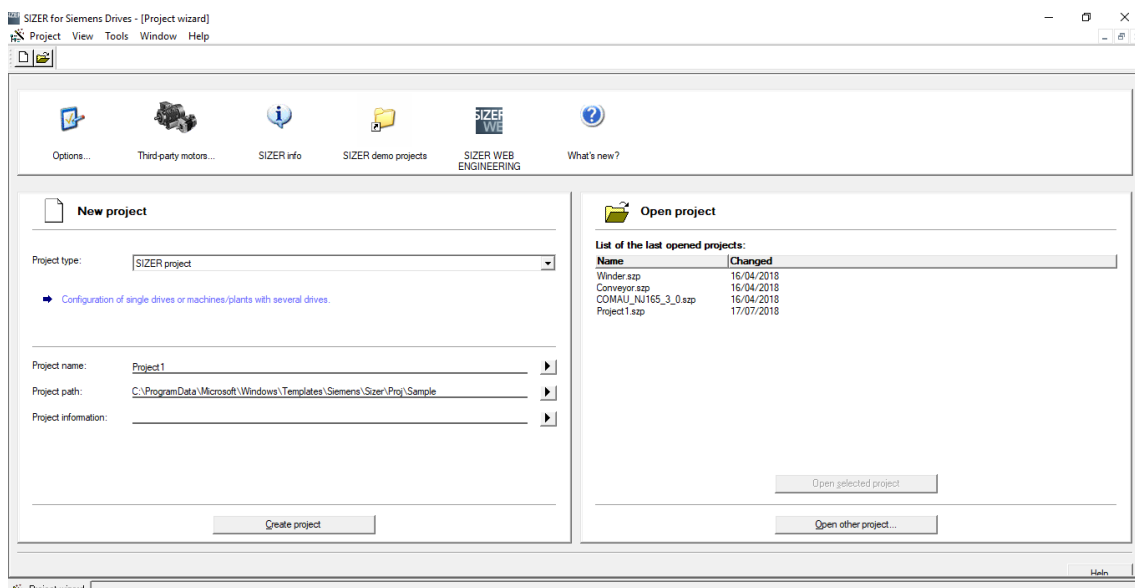 SIZER for Siemens Drives - [Project wizard]
Project View Tools Window Help
SIZER
WE
Options...
Third-party motors...
SIZER info
SIZER demo projects
SIZER WEB
ENGINEERING
What's new?
New project
Project type:
SIZER project
Configuration of single drives or machines/plants with several drives.
Project name:
Project1
Project path:
C:\ProgramData\Microsoft\Windows\Templates\Siemens\Sizer\Proj\Sample
Project information:
Create project
Open project
List of the last opened projects:
Name Changed
Winder.szp 16/04/2018
Conveyor.szp 16/04/2018
COMAU_NJ165_3_0.szp 16/04/2018
Project1.szp 17/07/2018
Open selected project
Open other project...
Help